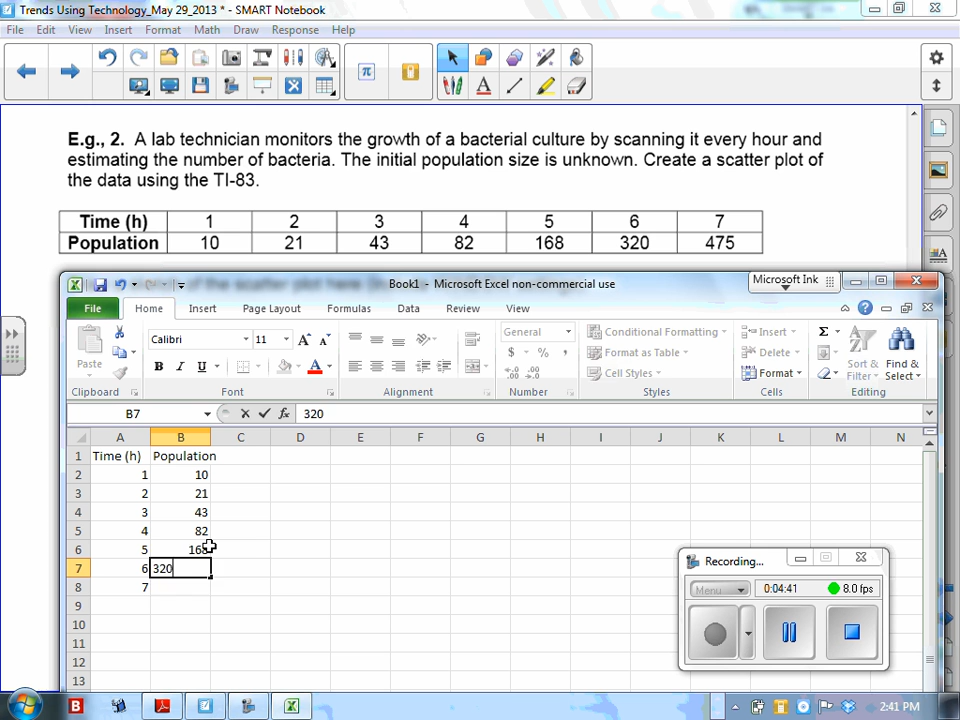 Trends Using Technology_May 29_2013 * - SMART Notebook
File Edit View Insert Format Math Draw Response Help
E.g., 2. A lab technician monitors the growth of a bacterial culture by scanning it every hour and
estimating the number of bacteria. The initial population size is unknown. Create a scatter plot of
the data using the TI-83.
Time (h) 1 2 3 4 5 6 7
Population 10 21 43 82 168 320 475
Book1 - Microsoft Excel non-commercial use
Microsoft Ink
File Home Insert Page Layout Formulas Data Review View
Calibri 11 General Conditional Formatting Insert Σ
Paste B I U $ % , Format as Table Delete Sort & Find &
Cell Styles Format Filter Select
Clipboard Font Alignment Number Styles Cells Editing
B7 fx 320
A B C D E F G H I J K L M N
1 Time (h) Population
2 1 10
3 2 21
4 3 43
5 4 82
6 5 168
7 6 320
8 7
9
10
11
12
13
Recording...
Menu 0:04:41 8.0 fps
2:41 PM